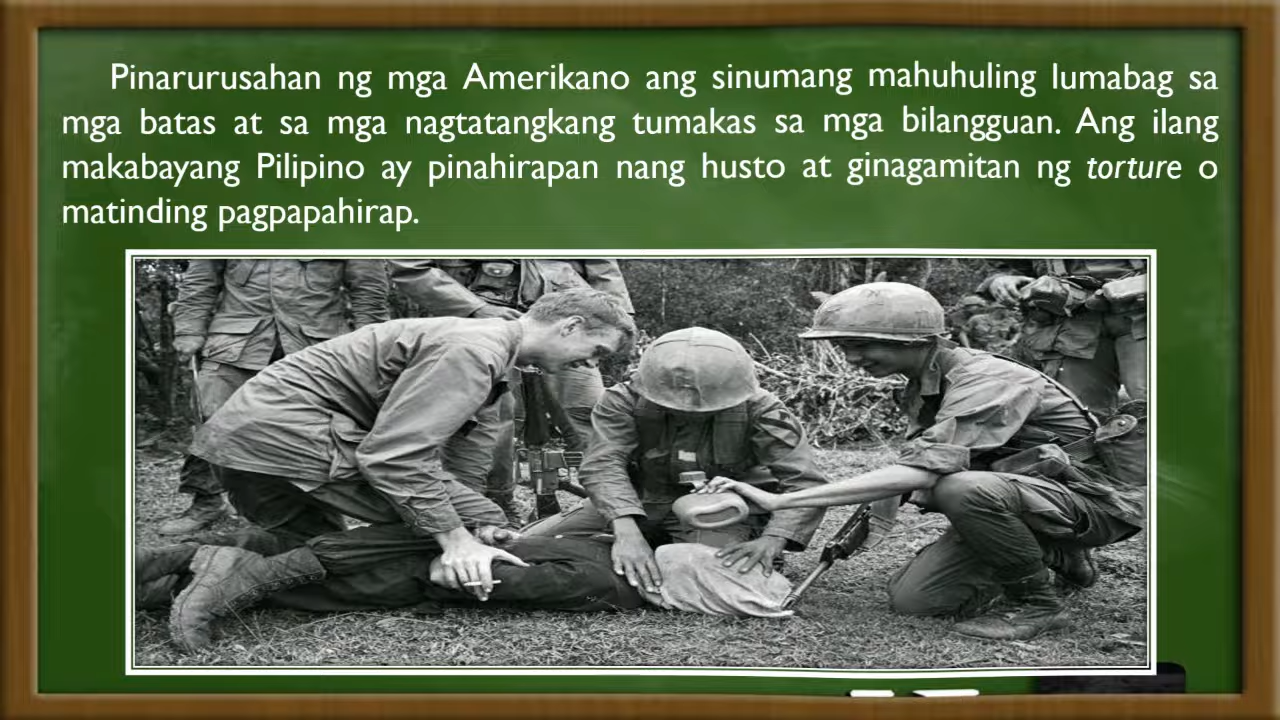 Pinarurusahan ng mga Amerikano ang sinumang mahuhuling lumabag sa
mga batas at sa mga nagtatangkang tumakas sa mga bilangguan. Ang ilang
makabayang Pilipino ay pinahirapan nang husto at ginagamitan ng torture o
matinding pagpapahirap.